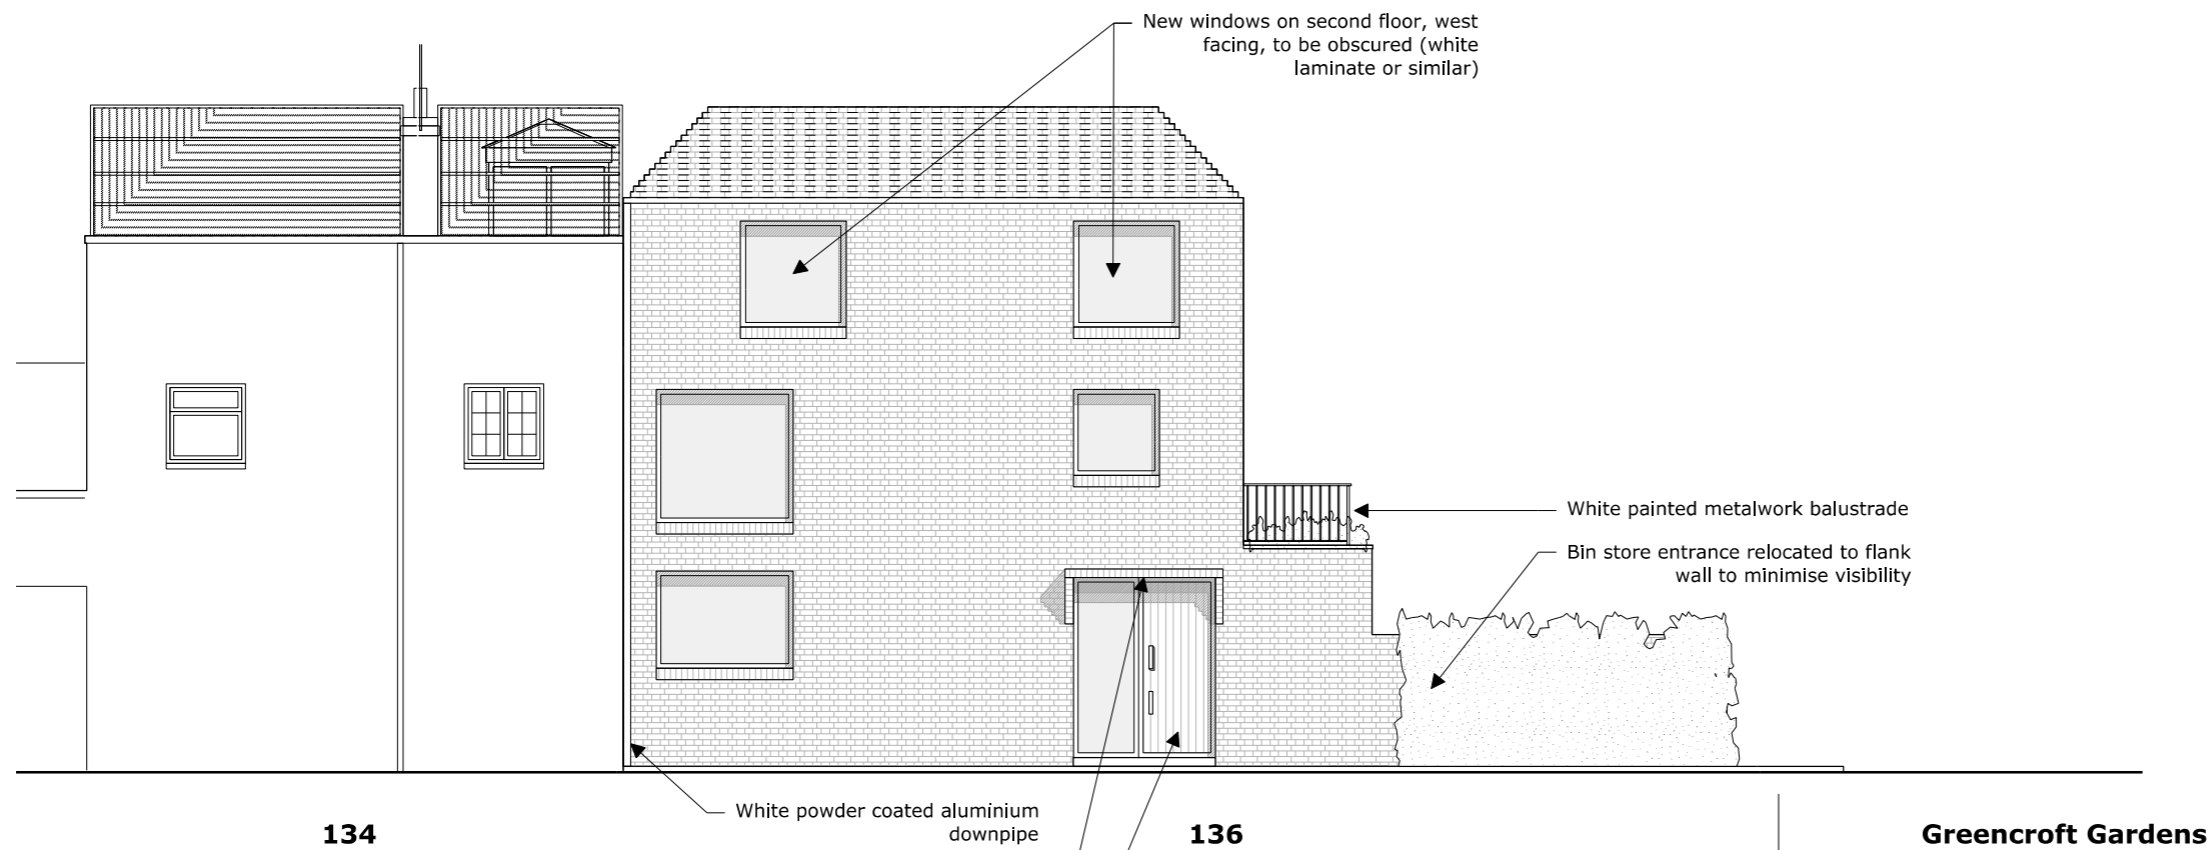 New windows on second floor, west
facing, to be obscured (white
laminate or similar)
White painted metalwork balustrade
Bin store entrance relocated to flank
wall to minimise visibility
White powder coated aluminium
downpipe
134
136
Greencroft Gardens